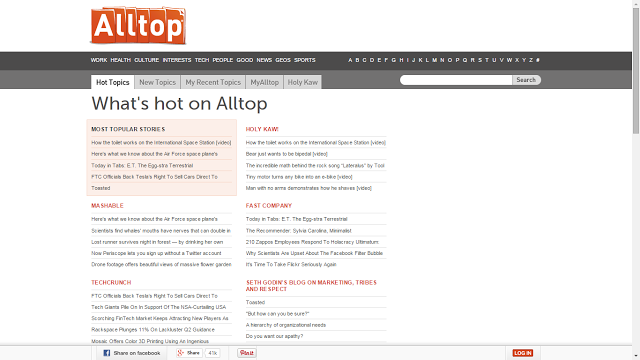 Alltop
WORK HEALTH CULTURE INTERESTS TECH PEOPLE GOOD NEWS GEOS SPORTS
A B C D E F G H I J K L M N O P Q R S T U V W X Y Z #
Hot Topics New Topics My Recent Topics MyAlltop Holy Kaw
Search
What's hot on Alltop
MOST POPULAR STORIES
How the toilet works on the International Space Station [video]
Here's what we know about the Air Force space plane's
Today in Tabs: E.T. The Egg-stra Terrestrial
FTC Officials Back Tesla's Right To Sell Cars Direct To
Toasted
HOLY KAW!
How the toilet works on the International Space Station [video]
Bear just wants to be bipedal [video]
The incredible math behind the rock song "Lateralus" by Tool
Tiny motor turns any bike into an e-bike [video]
Man with no arms demonstrates how he shaves [video]
MASHABLE
Here's what we know about the Air Force space plane's
Scientists find whales' mouths have nerves that can double in
Lost runner survives night in forest — by drinking her own
Now Periscope lets you sign up without a Twitter account
Drone footage offers beautiful views of massive flower garden
FAST COMPANY
Today in Tabs: E.T. The Egg-stra Terrestrial
The Recommender: Sylvia Carolina, Minimalist
210 Zappos Employees Respond To Holacracy Ultimatum:
Why Scientists Are Upset About The Facebook Filter Bubble
It's Time To Take Flickr Seriously Again
TECHCRUNCH
FTC Officials Back Tesla's Right To Sell Cars Direct To
Tech Giants Pile On In Support Of The NSA-Curtailing USA
Scorching FinTech Market Keeps Attracting New Players As
Rackspace Plunges 11% On Lackluster Q2 Guidance
Mosaic Offers Color 3D Printing Using An Ingenious
SETH GODIN'S BLOG ON MARKETING, TRIBES
AND RESPECT
Toasted
"But how can you be sure?"
A hierarchy of organizational needs
Do you want our apathy?
Share on facebook
Share 41k
Pin it
LOG IN